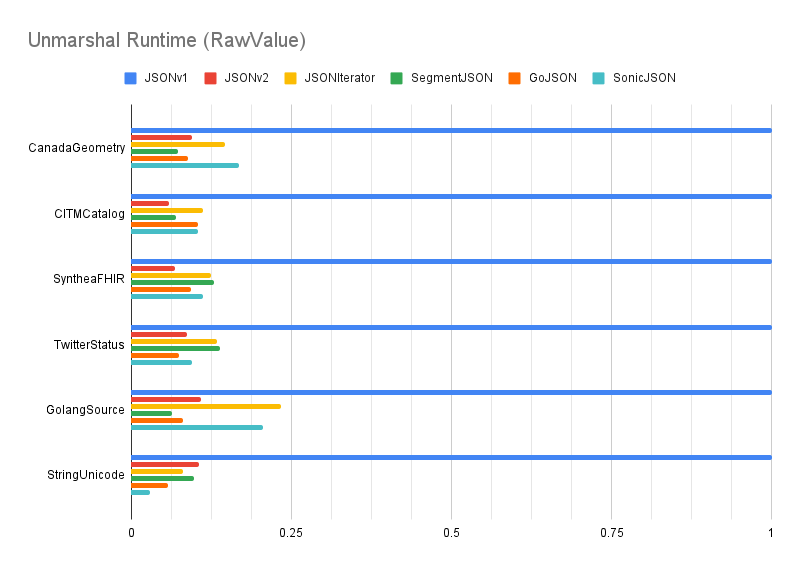 Unmarshal Runtime (RawValue)
JSONv1 JSONv2 JSONIterator SegmentJSON GoJSON SonicJSON
CanadaGeometry
CITMCatalog
SyntheaFHIR
TwitterStatus
GolangSource
StringUnicode
0 0.25 0.5 0.75 1